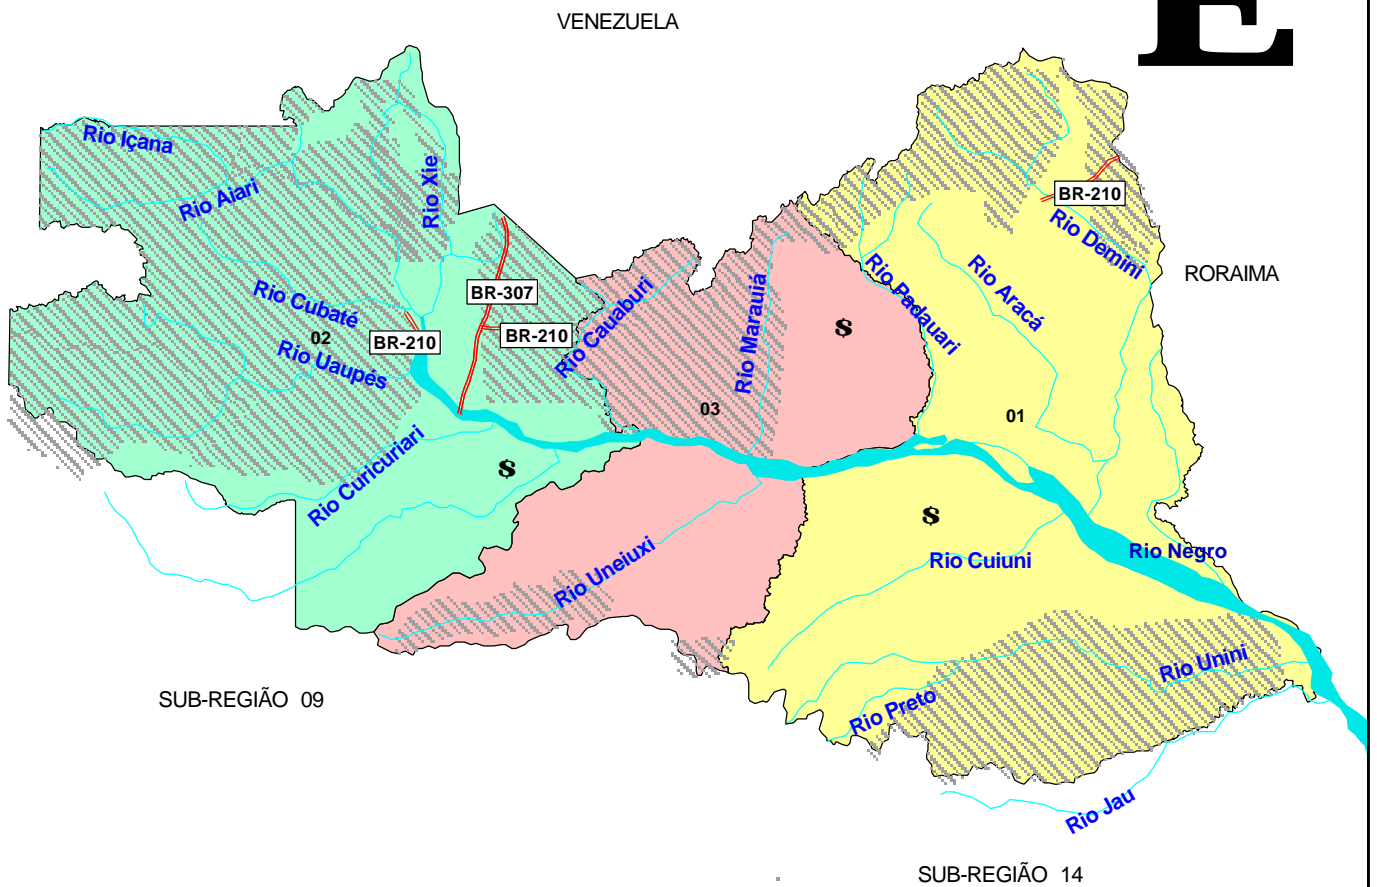 E
VENEZUELA
Rio Içana
Rio Aiari
Rio Xie
BR-210
Rio Demini
RORAIMA
Rio Padauari
Rio Aracá
BR-307
Rio Cauaburi
Rio Marauiá
Rio Cubaté
02
BR-210
BR-210
Rio Uaupés
$
03
01
Rio Curicuriari
$
$
Rio Negro
Rio Cuiuni
Rio Uneiuxi
Rio Unini
SUB-REGIÃO 09
Rio Preto
Rio Jau
SUB-REGIÃO 14